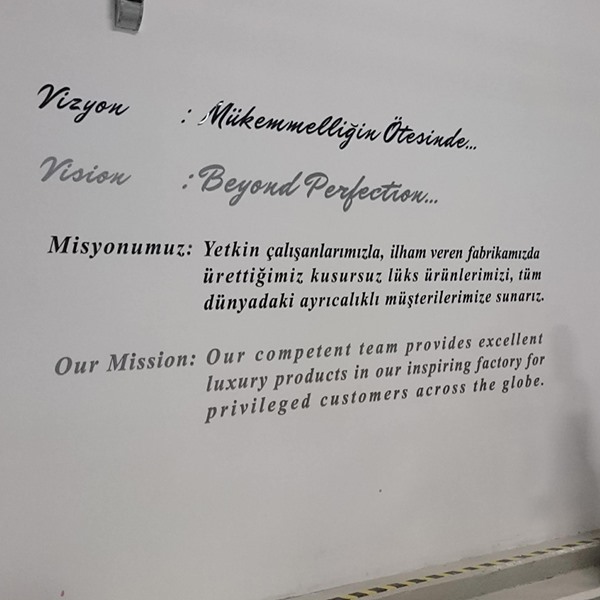 Vizyon : Mükemmelliğin Ötesinde...
Vision : Beyond Perfection...
Misyonumuz: Yetkin çalışanlarımızla, ilham veren fabrikamızda
ürettiğimiz kusursuz lüks ürünlerimizi, tüm
dünyadaki ayrıcalıklı müşterilerimize sunarız.
Our Mission: Our competent team provides excellent
luxury products in our inspiring factory for
privileged customers across the globe.